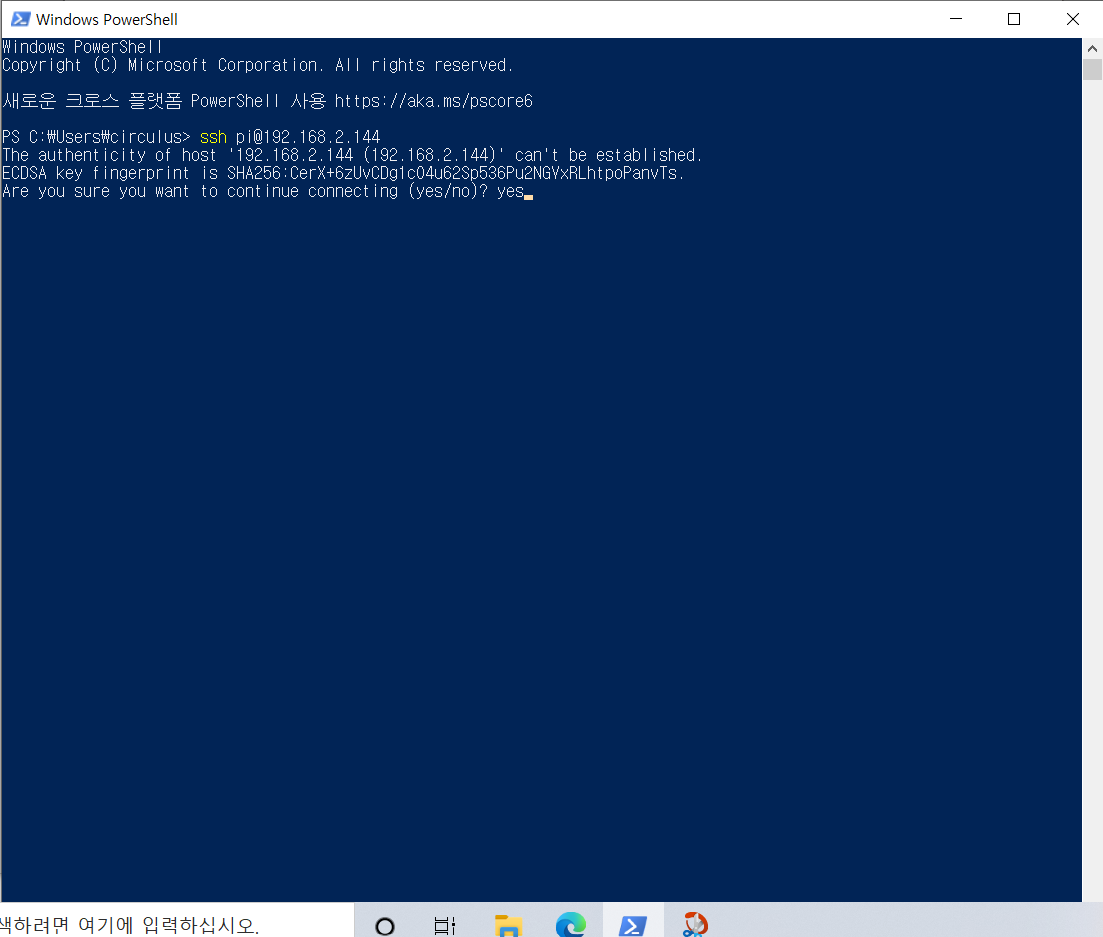 Windows PowerShell
Windows PowerShell
Copyright (C) Microsoft Corporation. All rights reserved.
새로운 크로스 플랫폼 PowerShell 사용 https://aka.ms/pscore6
PS C:₩Users₩circulus> ssh pi@192.168.2.144
The authenticity of host '192.168.2.144 (192.168.2.144)' can't be established.
ECDSA key fingerprint is SHA256:CerX+6zUvCDg1cO4u62Sp536Pu2NGYxRLhtpoPanvTs.
Are you sure you want to continue connecting (yes/no)? yes
색하려면 여기에 입력하십시오.